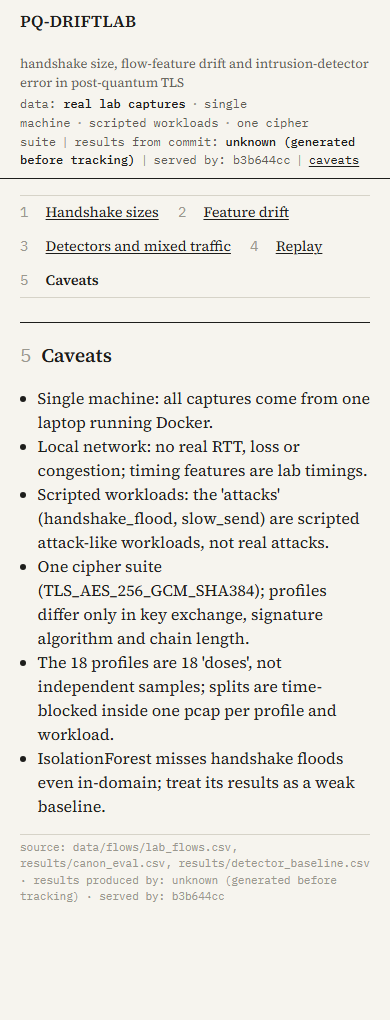 PQ-DRIFTLAB
handshake size, flow-feature drift and intrusion-detector
error in post-quantum TLS
data: real lab captures · single
machine · scripted workloads · one cipher
suite | results from commit: unknown (generated
before tracking) | served by: b3b644cc | caveats
1 Handshake sizes 2 Feature drift
3 Detectors and mixed traffic 4 Replay
5 Caveats
5 Caveats
• Single machine: all captures come from one
laptop running Docker.
• Local network: no real RTT, loss or
congestion; timing features are lab timings.
• Scripted workloads: the 'attacks'
(handshake_flood, slow_send) are scripted
attack-like workloads, not real attacks.
• One cipher suite
(TLS_AES_256_GCM_SHA384); profiles
differ only in key exchange, signature
algorithm and chain length.
• The 18 profiles are 18 'doses', not
independent samples; splits are time-
blocked inside one pcap per profile and
workload.
• IsolationForest misses handshake floods
even in-domain; treat its results as a weak
baseline.
source: data/flows/lab_flows.csv,
results/canon_eval.csv, results/detector_baseline.csv
· results produced by: unknown (generated before
tracking) · served by: b3b644cc